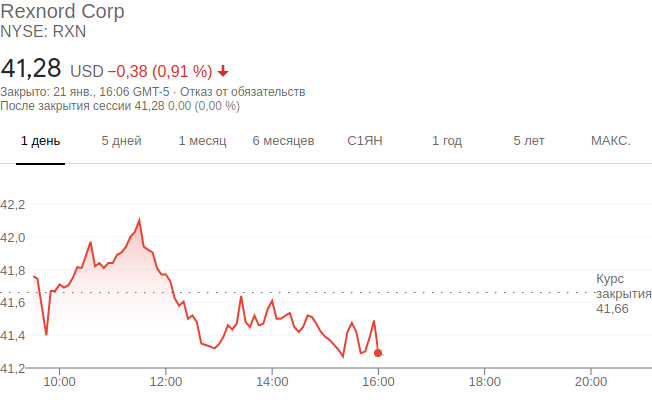 Rexnord Corp
NYSE: RXN
41,28 USD −0,38 (0,91 %)
Закрыто: 21 янв., 16:06 GMT-5 · Отказ от обязательств
После закрытия сессии 41,28 0,00 (0,00 %)
1 день 5 дней 1 месяц 6 месяцев С1ЯН 1 год 5 лет МАКС.
42,2
42,0
41,8
41,6
41,4
41,2
Курс
закрытия
41,66
10:00 12:00 14:00 16:00 18:00 20:00